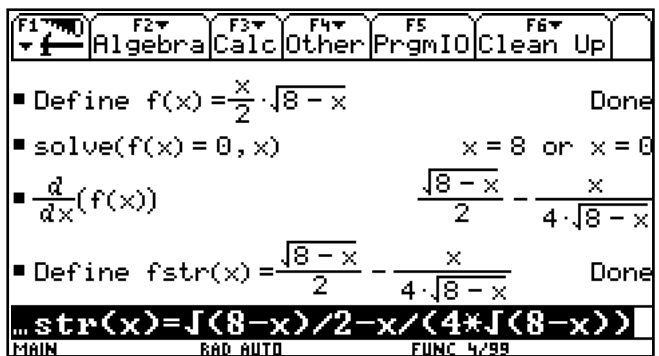 F1 F2 F3 F4 F5 F6
Algebra Calc Other PrgmIO Clean Up
▪ Define f(x) = x/2 · √(8 − x) Done
▪ solve(f(x) = 0, x) x = 8 or x = 0
▪ d/dx(f(x)) √(8 − x)/2 − x/(4·√(8 − x))
▪ Define fstr(x) = √(8 − x)/2 − x/(4·√(8 − x)) Done
…str(x)=√(8-x)/2-x/(4*√(8-x))
MAIN RAD AUTO FUNC 4/99